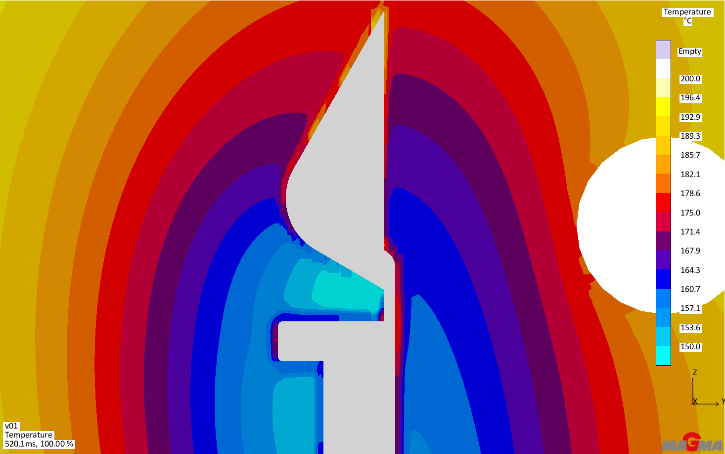 Temperature
°C
Empty
200.0
196.4
192.9
189.3
185.7
182.1
178.6
175.0
171.4
167.9
164.3
160.7
157.1
153.6
150.0
Z
X
Y
v01
Temperature
520.1ms, 100.00 %
MAGMA